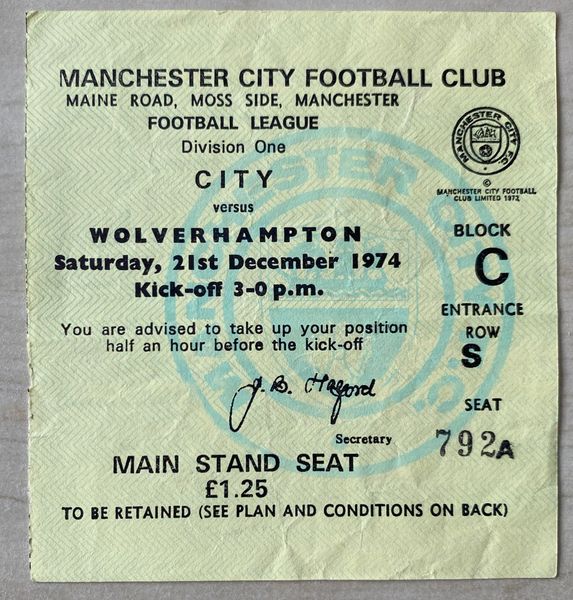 MANCHESTER CITY FOOTBALL CLUB
MAINE ROAD, MOSS SIDE, MANCHESTER
FOOTBALL LEAGUE
Division One
CITY
versus
WOLVERHAMPTON
Saturday, 21st December 1974
Kick-off 3-0 p.m.
You are advised to take up your position
half an hour before the kick-off
J. B. Halford
Secretary
MAIN STAND SEAT
£1.25
TO BE RETAINED (SEE PLAN AND CONDITIONS ON BACK)
MANCHESTER CITY F.C.
©
MANCHESTER CITY FOOTBALL
CLUB LIMITED 1972
BLOCK
C
ENTRANCE
ROW
S
SEAT
792A
MANCHESTER CITY F.C.